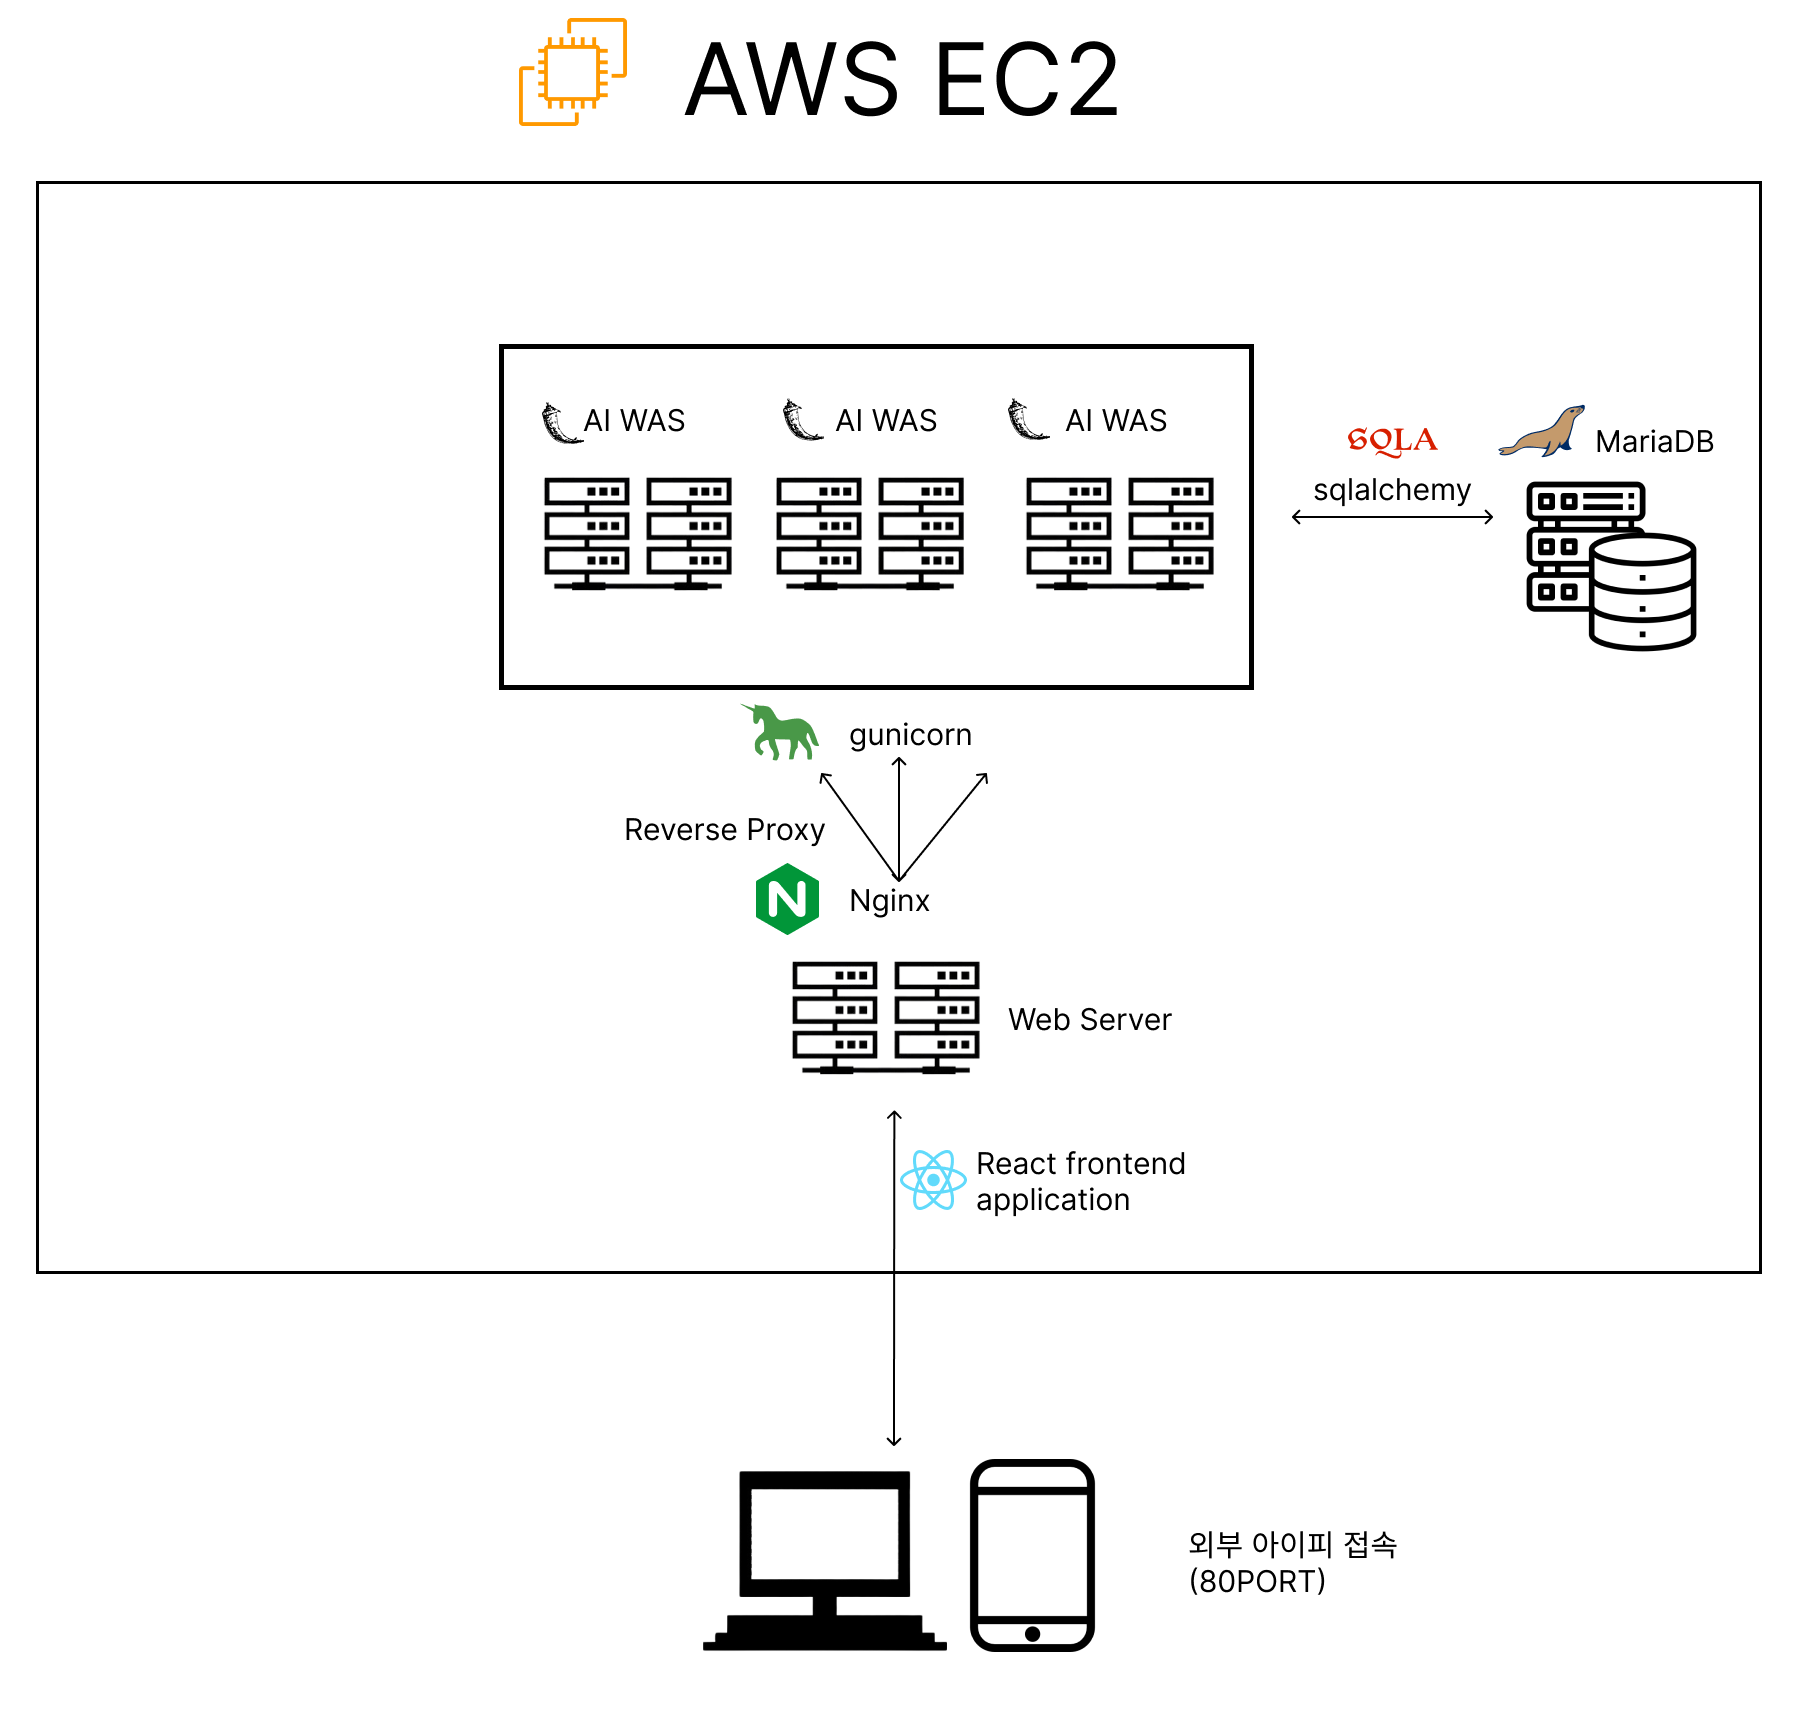 AWS EC2
AI WAS
AI WAS
AI WAS
SQLA
sqlalchemy
MariaDB
gunicorn
Reverse Proxy
N
Nginx
Web Server
React frontend
application
외부 아이피 접속
(80PORT)